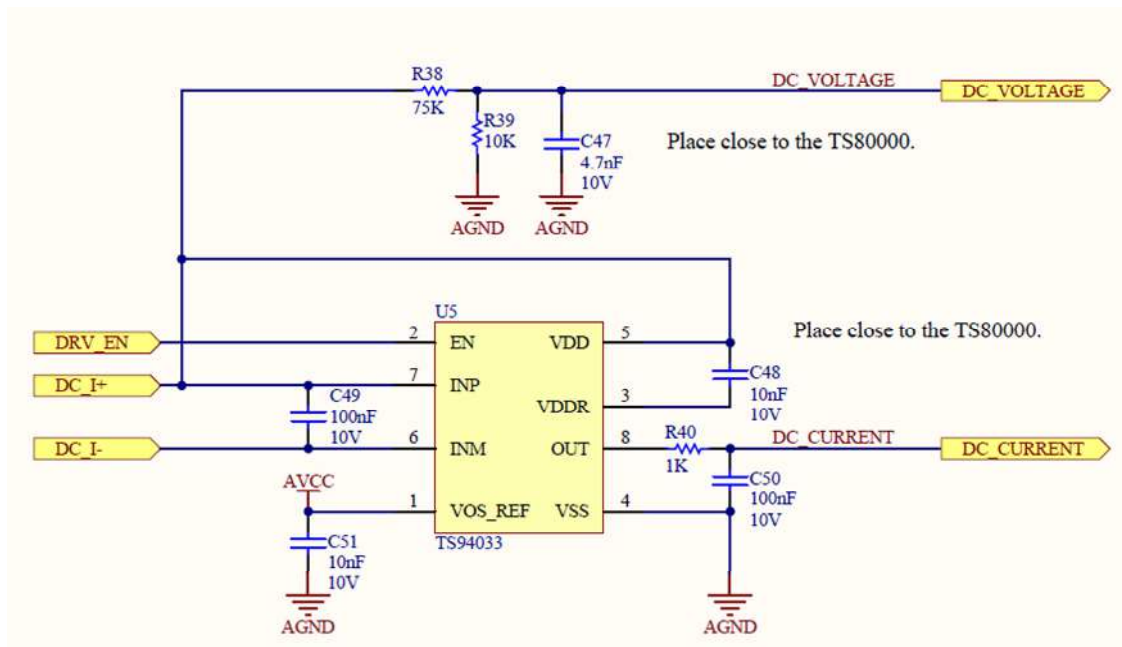 R38
75K
DC_VOLTAGE
DC_VOLTAGE
R39
10K
C47
4.7nF
10V
Place close to the TS80000.
AGND
AGND
U5
DRV_EN
2
EN
VDD
5
Place close to the TS80000.
DC_I+
7
INP
C49
100nF
10V
VDDR
3
C48
10nF
10V
DC_I-
6
INM
OUT
8
R40
1K
DC_CURRENT
DC_CURRENT
AVCC
1
VOS_REF
VSS
4
C50
100nF
10V
TS94033
C51
10nF
10V
AGND
AGND